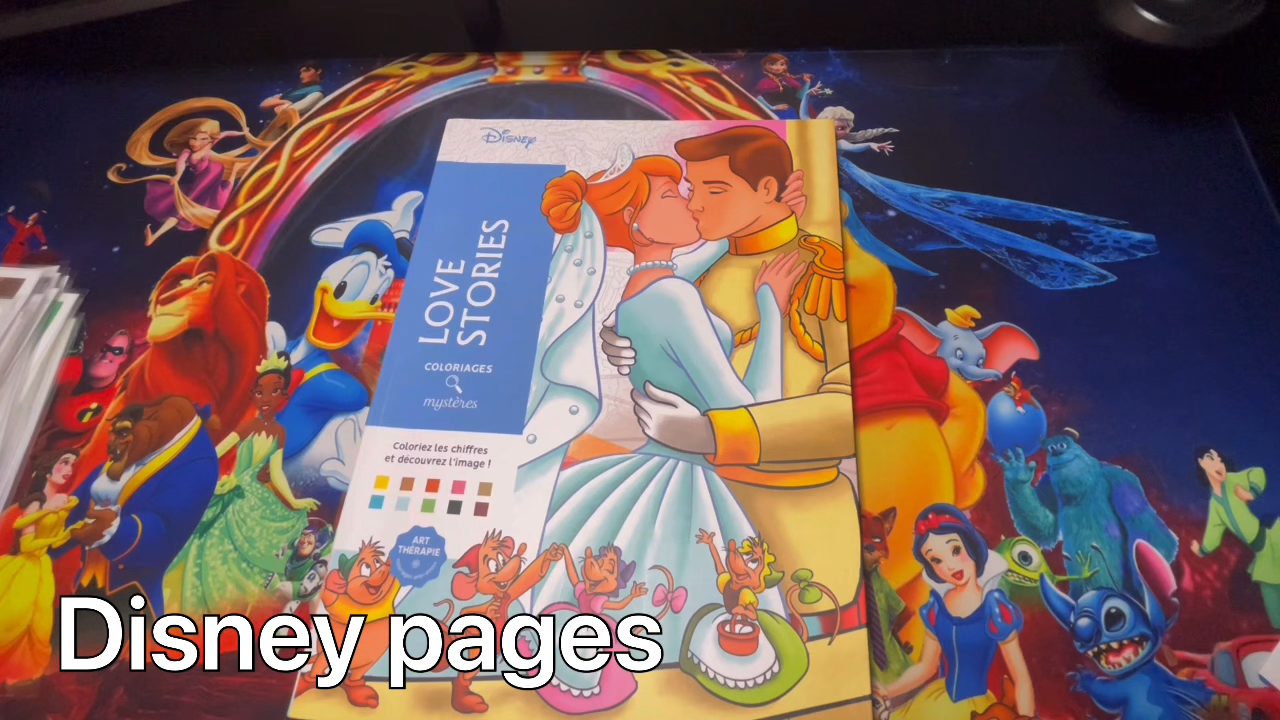 Disney
LOVE
STORIES
COLORIAGES
mystères
Coloriez les chiffres
et découvrez l'image !
ART
THÉRAPIE
Disney pages